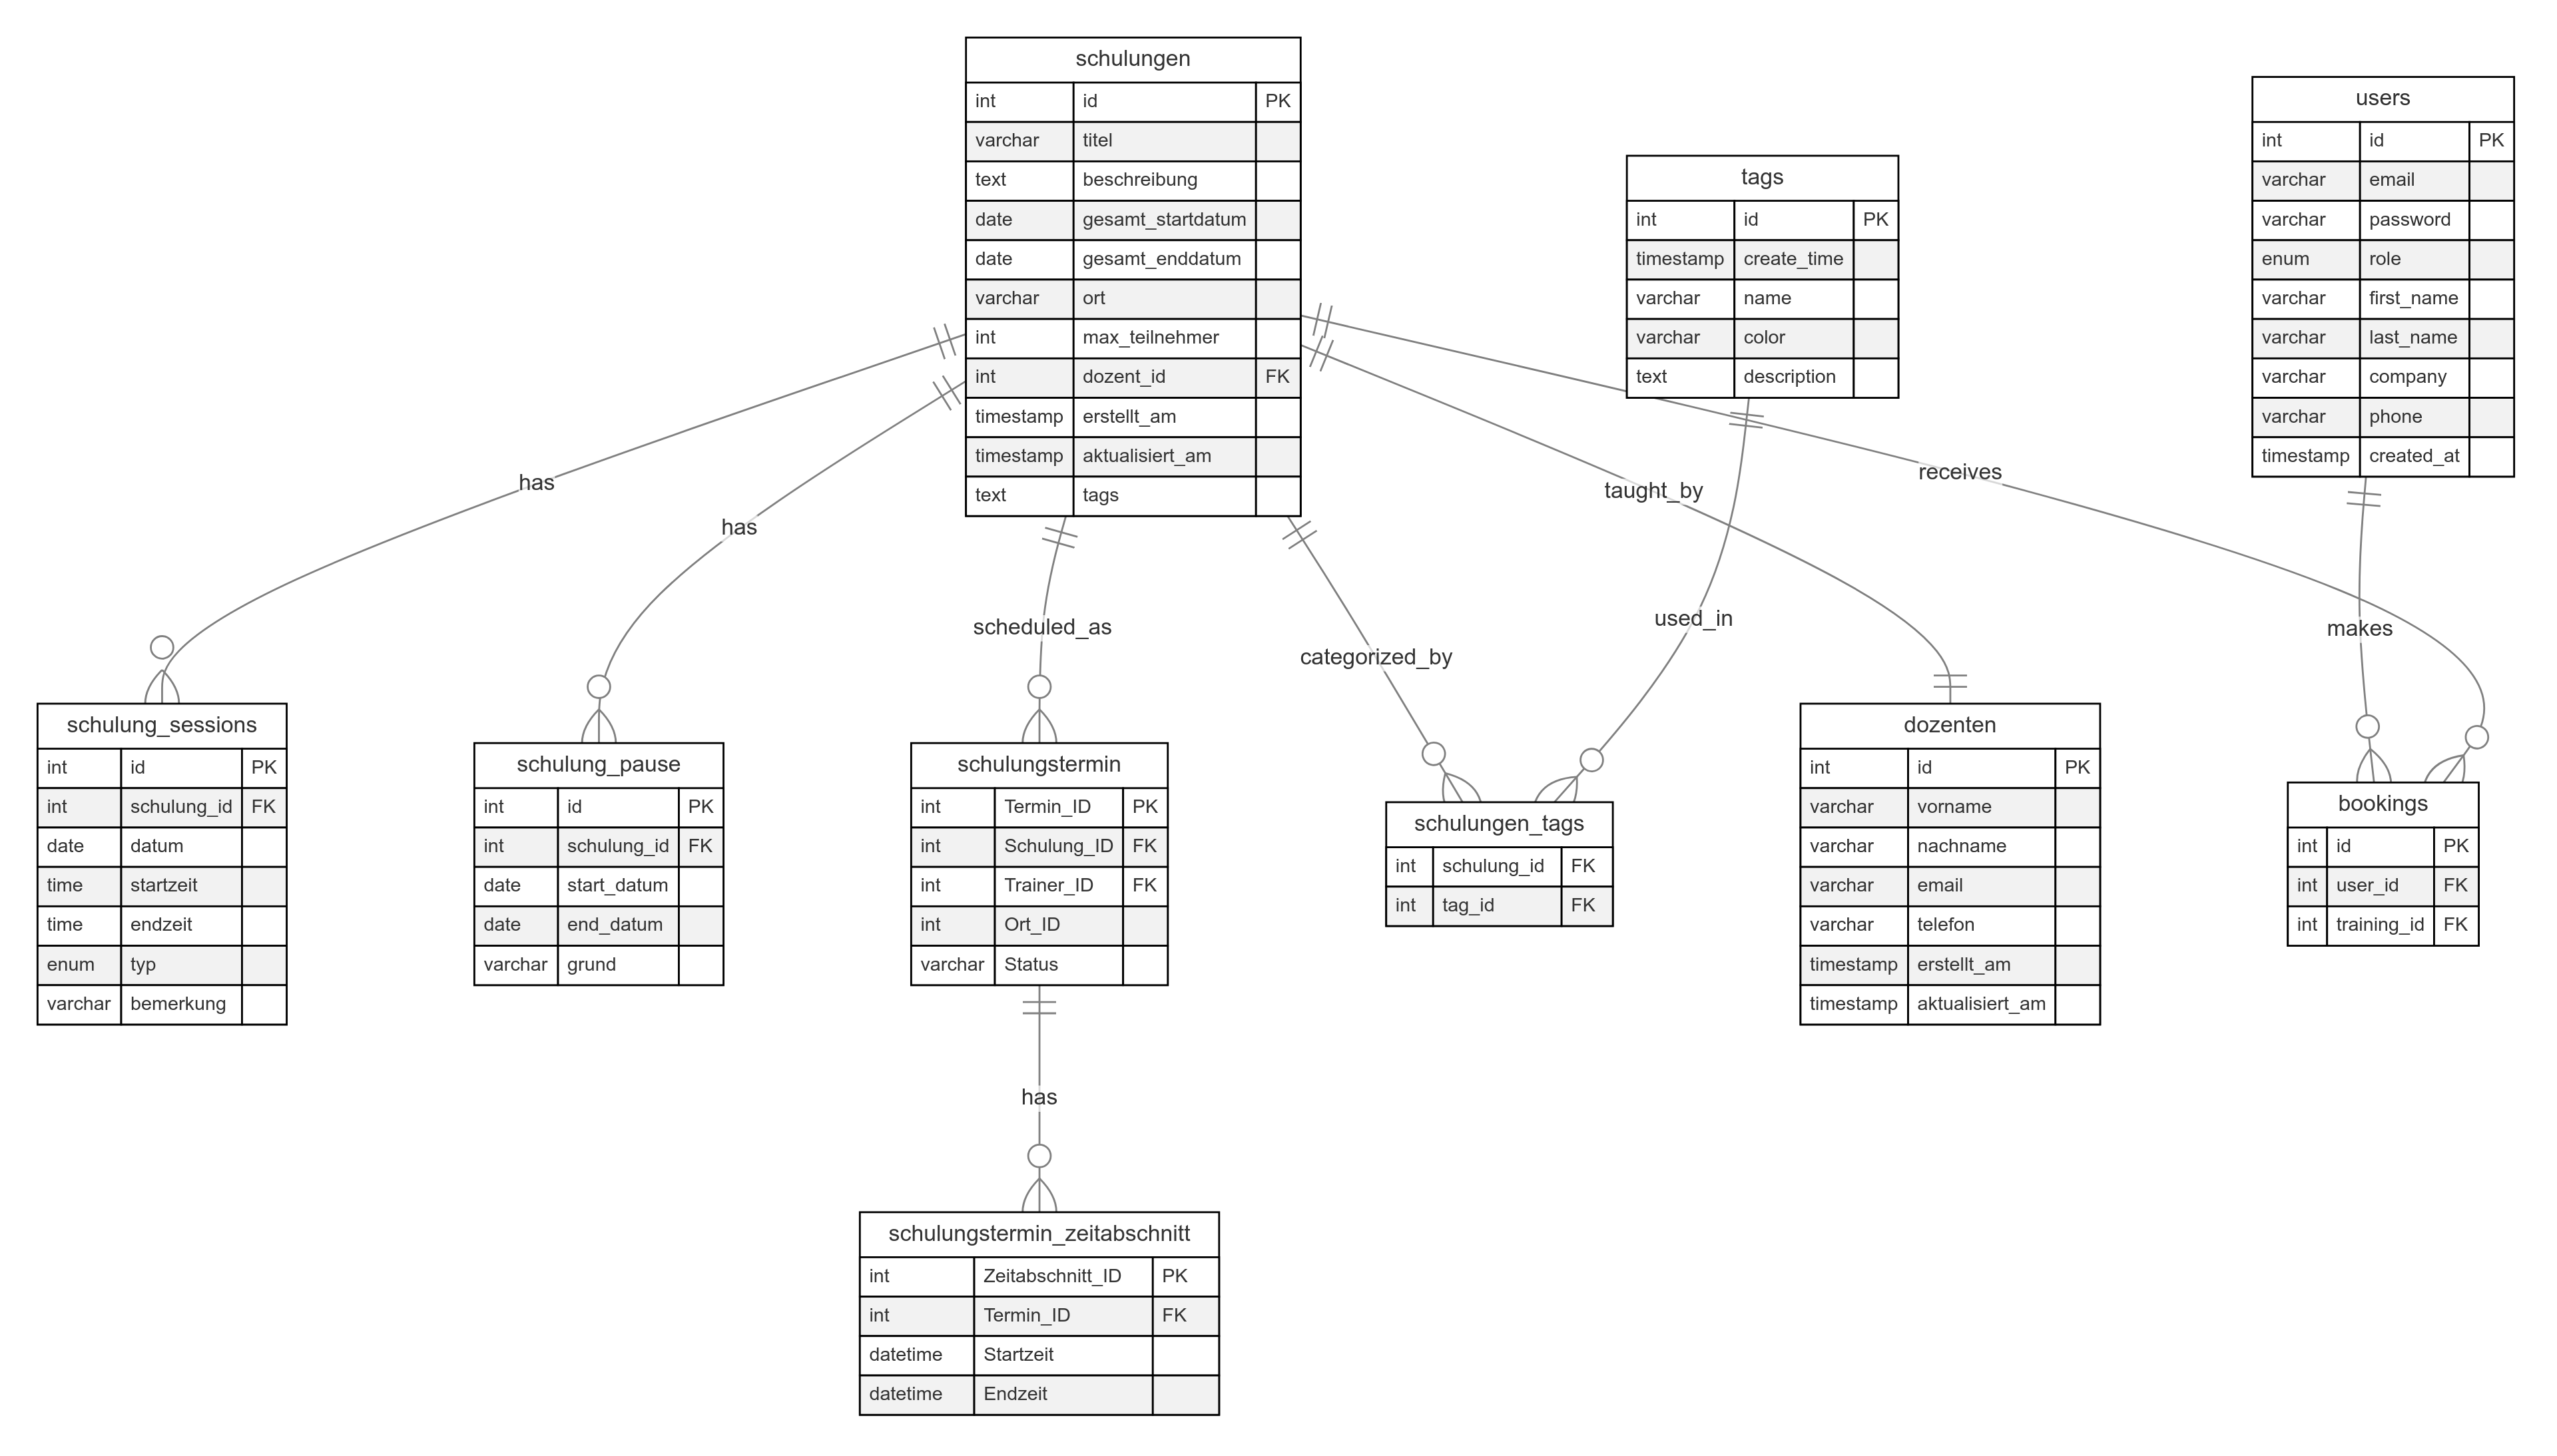 schulungen
int id PK
varchar titel
text beschreibung
date gesamt_startdatum
date gesamt_enddatum
varchar ort
int max_teilnehmer
int dozent_id FK
timestamp erstellt_am
timestamp aktualisiert_am
text tags
tags
int id PK
timestamp create_time
varchar name
varchar color
text description
users
int id PK
varchar email
varchar password
enum role
varchar first_name
varchar last_name
varchar company
varchar phone
timestamp created_at
has
has
scheduled_as
categorized_by
used_in
taught_by
receives
makes
schulung_sessions
int id PK
int schulung_id FK
date datum
time startzeit
time endzeit
enum typ
varchar bemerkung
schulung_pause
int id PK
int schulung_id FK
date start_datum
date end_datum
varchar grund
schulungstermin
int Termin_ID PK
int Schulung_ID FK
int Trainer_ID FK
int Ort_ID
varchar Status
schulungen_tags
int schulung_id FK
int tag_id FK
dozenten
int id PK
varchar vorname
varchar nachname
varchar email
varchar telefon
timestamp erstellt_am
timestamp aktualisiert_am
bookings
int id PK
int user_id FK
int training_id FK
has
schulungstermin_zeitabschnitt
int Zeitabschnitt_ID PK
int Termin_ID FK
datetime Startzeit
datetime Endzeit